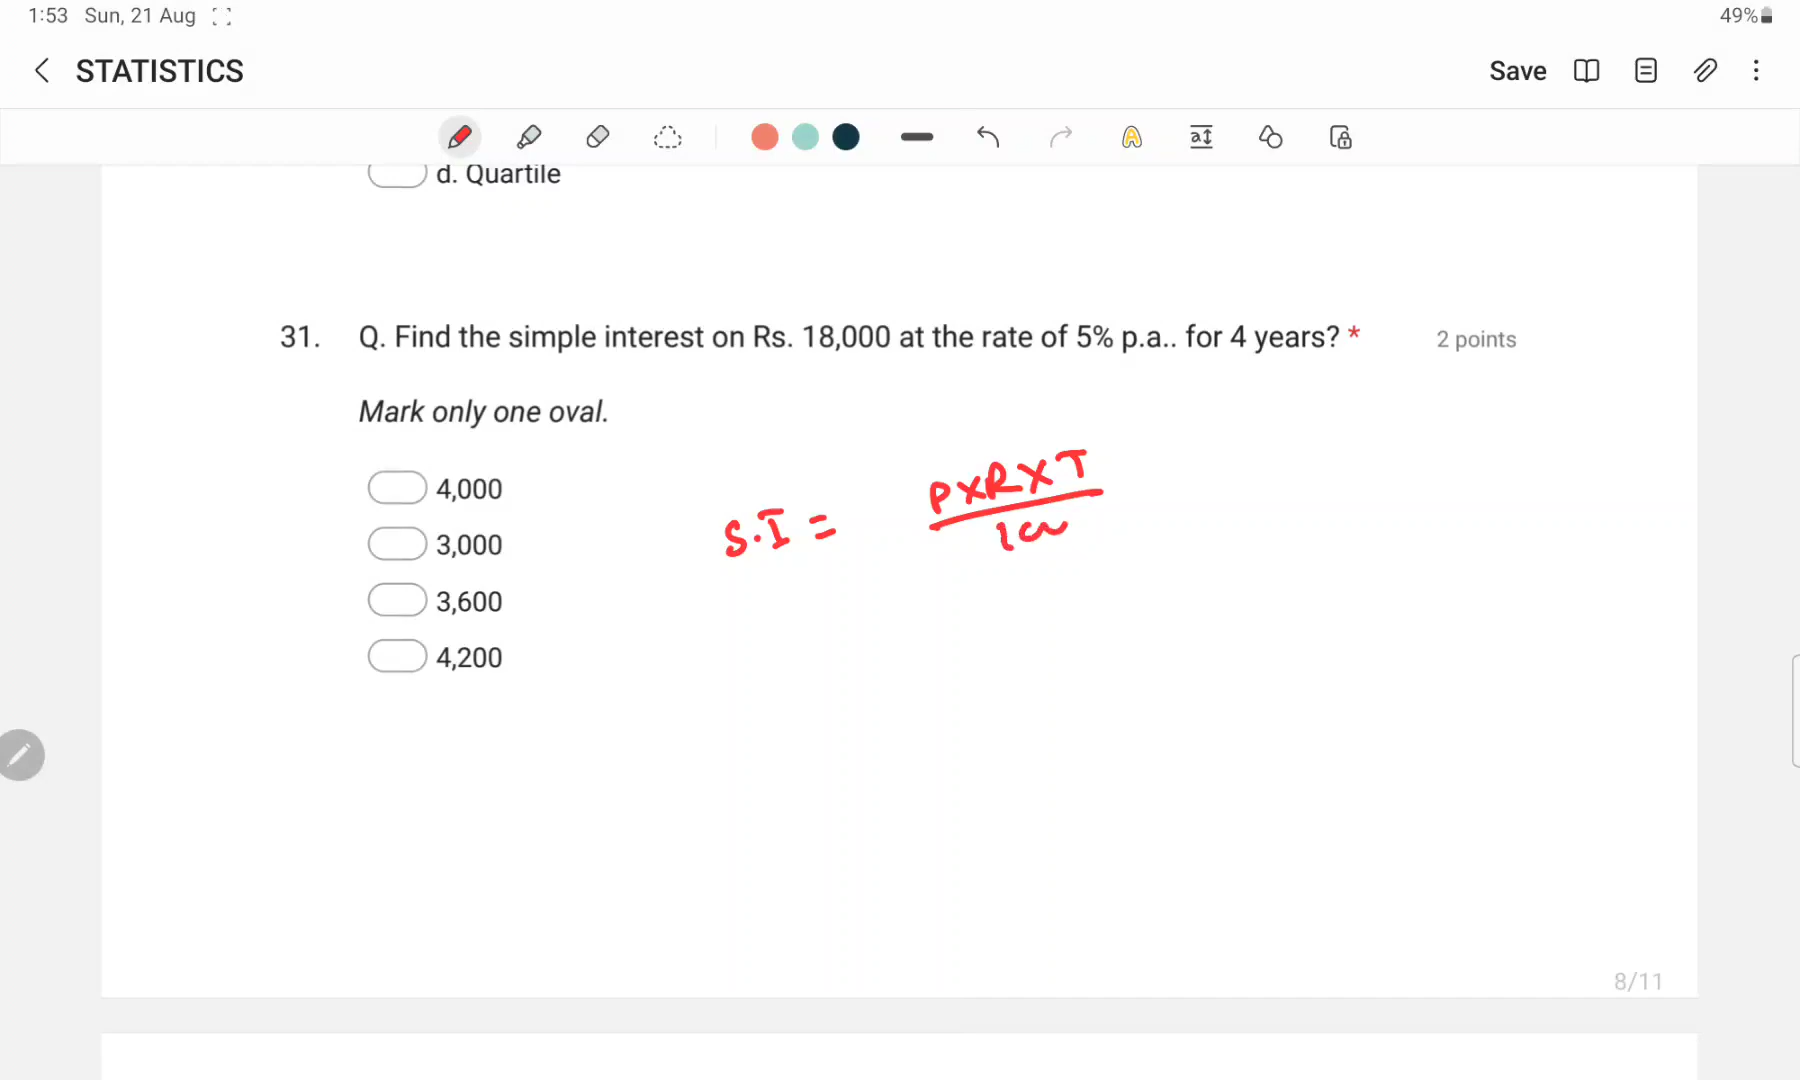 1:53 Sun, 21 Aug
49%
STATISTICS
Save
d. Quartile
31. Q. Find the simple interest on Rs. 18,000 at the rate of 5% p.a.. for 4 years? * 2 points
Mark only one oval.
4,000
3,000
3,600
4,200
S.I = P×R×T
100
8/11